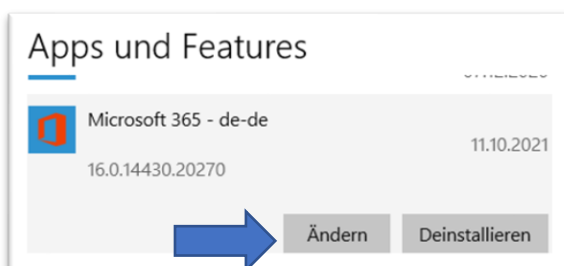 Apps und Features
Microsoft 365 - de-de
11.10.2021
16.0.14430.20270
Ändern
Deinstallieren